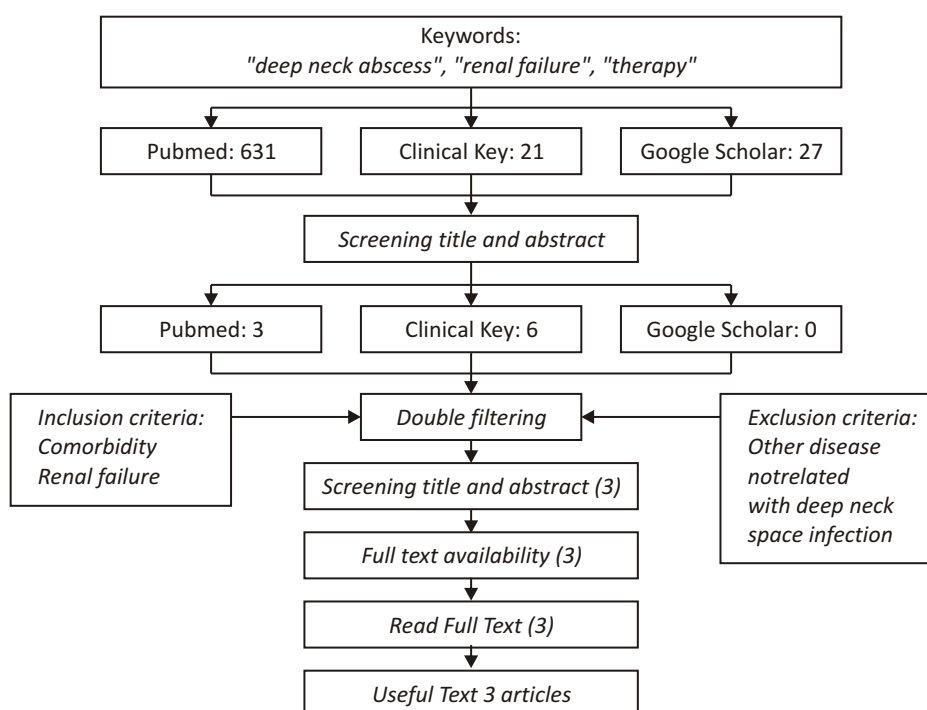 Keywords:
"deep neck abscess", "renal failure", "therapy"
Pubmed: 631
Clinical Key: 21
Google Scholar: 27
Screening title and abstract
Pubmed: 3
Clinical Key: 6
Google Scholar: 0
Inclusion criteria:
Comorbidity
Renal failure
Double filtering
Exclusion criteria:
Other disease
notrelated
with deep neck
space infection
Screening title and abstract (3)
Full text availability (3)
Read Full Text (3)
Useful Text 3 articles